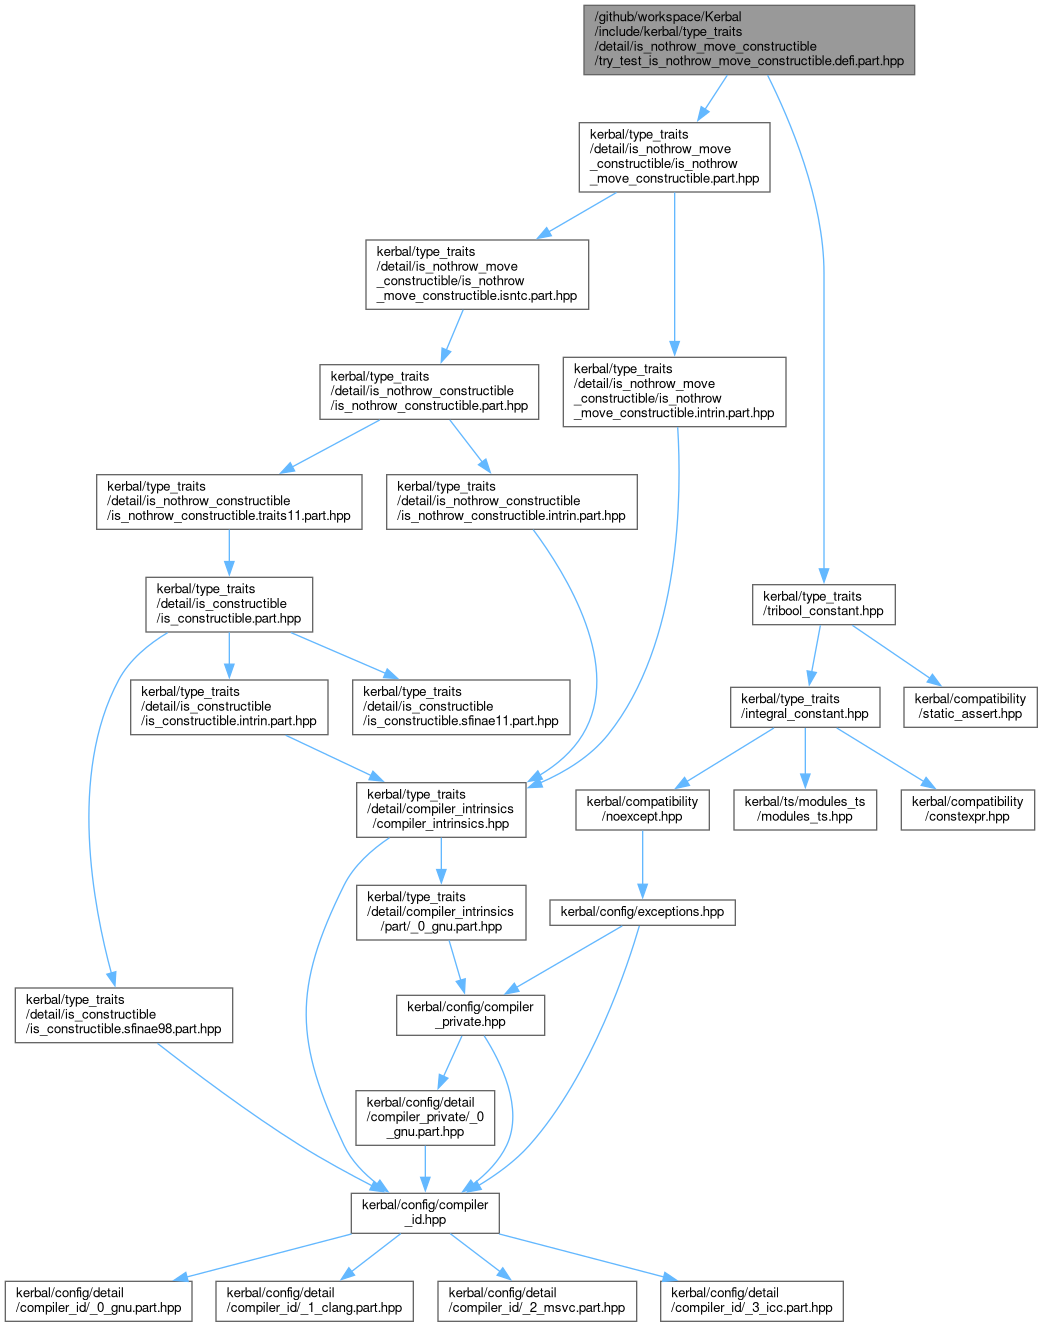 /github/workspace/Kerbal
/include/kerbal/type_traits
/detail/is_nothrow_move_constructible
/try_test_is_nothrow_move_constructible.defi.part.hpp
kerbal/type_traits
/detail/is_nothrow_move
_constructible/is_nothrow
_move_constructible.part.hpp
kerbal/type_traits
/detail/is_nothrow_move
_constructible/is_nothrow
_move_constructible.isntc.part.hpp
kerbal/type_traits
/detail/is_nothrow_move
_constructible/is_nothrow
_move_constructible.intrin.part.hpp
kerbal/type_traits
/detail/is_nothrow_constructible
/is_nothrow_constructible.part.hpp
kerbal/type_traits
/detail/is_nothrow_constructible
/is_nothrow_constructible.traits11.part.hpp
kerbal/type_traits
/detail/is_nothrow_constructible
/is_nothrow_constructible.intrin.part.hpp
kerbal/type_traits
/detail/is_constructible
/is_constructible.part.hpp
kerbal/type_traits
/tribool_constant.hpp
kerbal/type_traits
/detail/is_constructible
/is_constructible.intrin.part.hpp
kerbal/type_traits
/detail/is_constructible
/is_constructible.sfinae11.part.hpp
kerbal/type_traits
/integral_constant.hpp
kerbal/compatibility
/static_assert.hpp
kerbal/type_traits
/detail/compiler_intrinsics
/compiler_intrinsics.hpp
kerbal/compatibility
/noexcept.hpp
kerbal/ts/modules_ts
/modules_ts.hpp
kerbal/compatibility
/constexpr.hpp
kerbal/type_traits
/detail/compiler_intrinsics
/part/_0_gnu.part.hpp
kerbal/config/exceptions.hpp
kerbal/type_traits
/detail/is_constructible
/is_constructible.sfinae98.part.hpp
kerbal/config/compiler
_private.hpp
kerbal/config/detail
/compiler_private/_0
_gnu.part.hpp
kerbal/config/compiler
_id.hpp
kerbal/config/detail
/compiler_id/_0_gnu.part.hpp
kerbal/config/detail
/compiler_id/_1_clang.part.hpp
kerbal/config/detail
/compiler_id/_2_msvc.part.hpp
kerbal/config/detail
/compiler_id/_3_icc.part.hpp